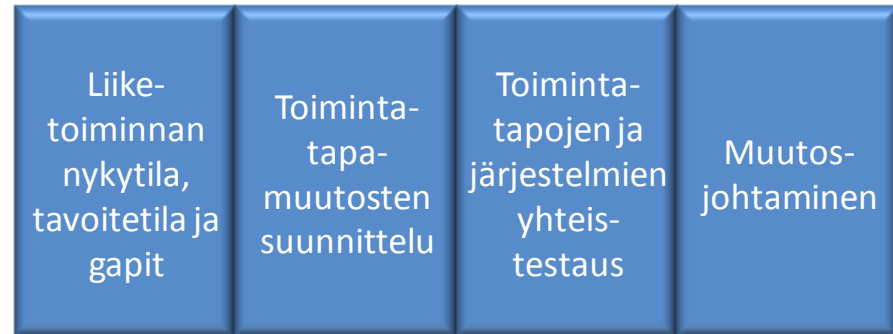 Liike-
toiminnan
nykytila,
tavoitetila ja
gapit
Toiminta-
tapa-
muutosten
suunnittelu
Toiminta-
tapojen ja
järjestelmien
yhteis-
testaus
Muutos-
johtaminen